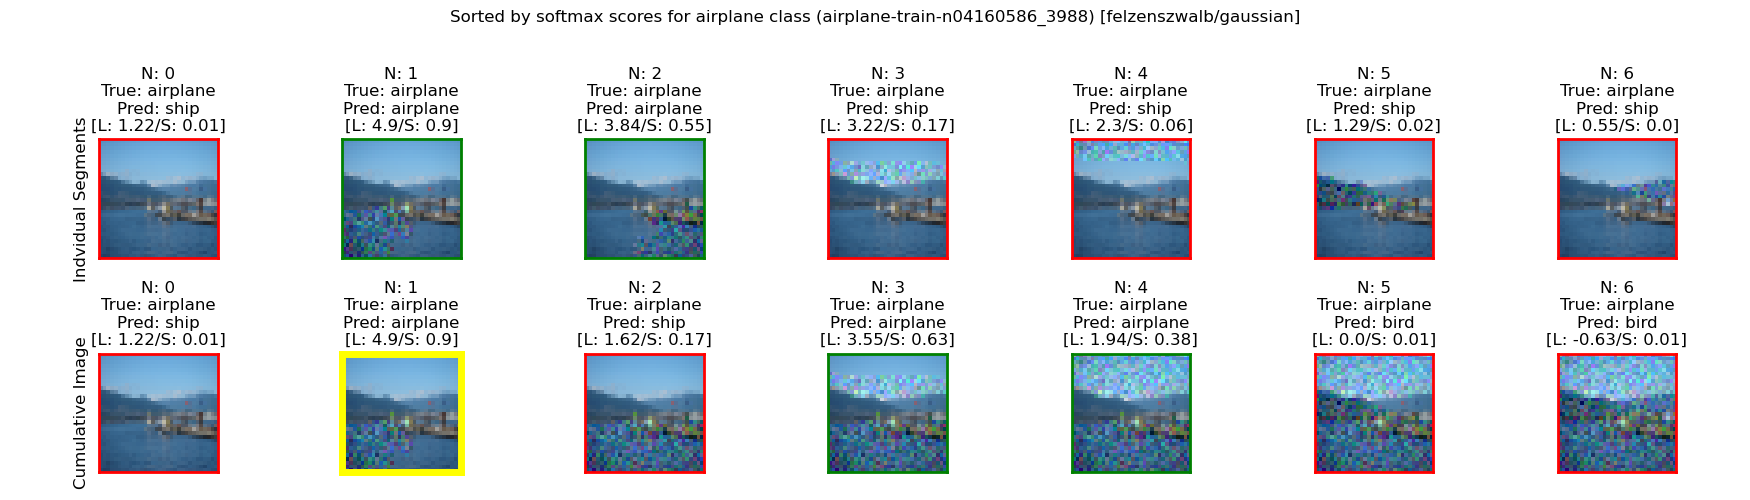 Sorted by softmax scores for airplane class (airplane-train-n04160586_3988) [felzenszwalb/gaussian]
Indvidual Segments
N: 0
True: airplane
Pred: ship
[L: 1.22/S: 0.01]
N: 1
True: airplane
Pred: airplane
[L: 4.9/S: 0.9]
N: 2
True: airplane
Pred: airplane
[L: 3.84/S: 0.55]
N: 3
True: airplane
Pred: ship
[L: 3.22/S: 0.17]
N: 4
True: airplane
Pred: ship
[L: 2.3/S: 0.06]
N: 5
True: airplane
Pred: ship
[L: 1.29/S: 0.02]
N: 6
True: airplane
Pred: ship
[L: 0.55/S: 0.0]
Cumulative Image
N: 0
True: airplane
Pred: ship
[L: 1.22/S: 0.01]
N: 1
True: airplane
Pred: airplane
[L: 4.9/S: 0.9]
N: 2
True: airplane
Pred: ship
[L: 1.62/S: 0.17]
N: 3
True: airplane
Pred: airplane
[L: 3.55/S: 0.63]
N: 4
True: airplane
Pred: airplane
[L: 1.94/S: 0.38]
N: 5
True: airplane
Pred: bird
[L: 0.0/S: 0.01]
N: 6
True: airplane
Pred: bird
[L: -0.63/S: 0.01]